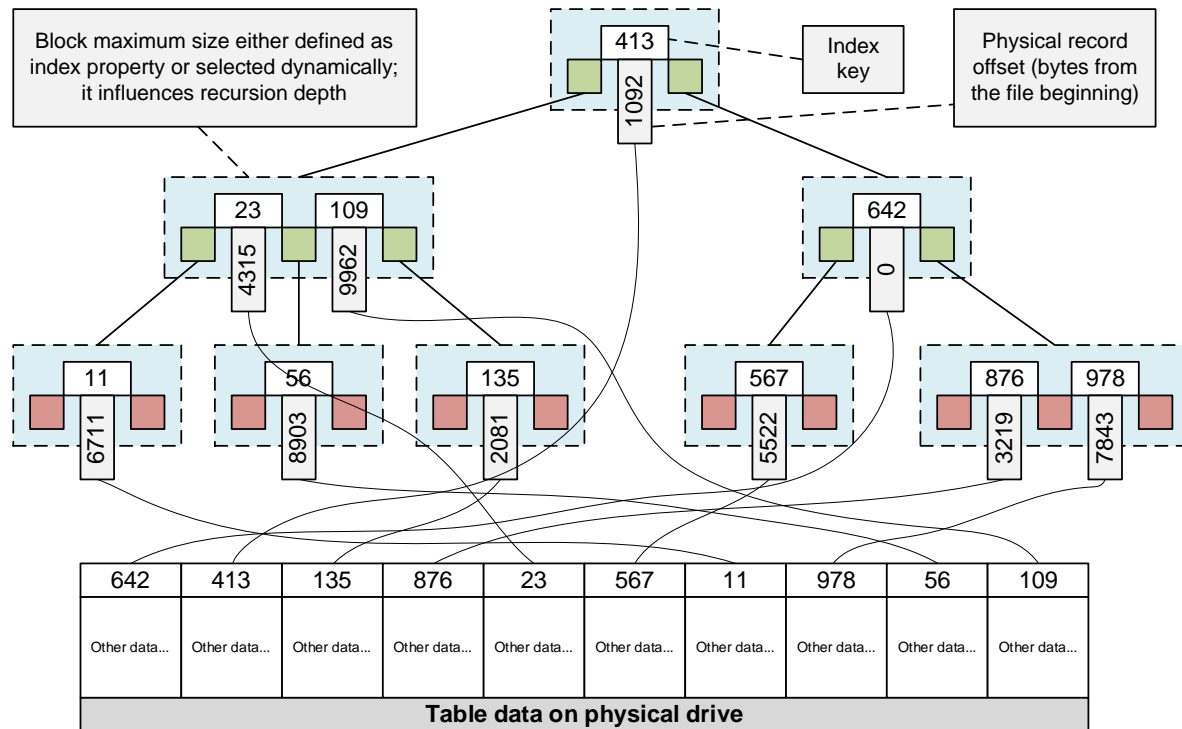 Block maximum size either defined as
index property or selected dynamically;
it influences recursion depth
413
1092
Index
key
Physical record
offset (bytes from
the file beginning)
23
109
4315
9962
642
0
11
6711
56
8903
135
2081
567
5522
876
978
3219
7843
642 413 135 876 23 567 11 978 56 109
Other data... Other data... Other data... Other data... Other data... Other data... Other data... Other data... Other data... Other data...
Table data on physical drive